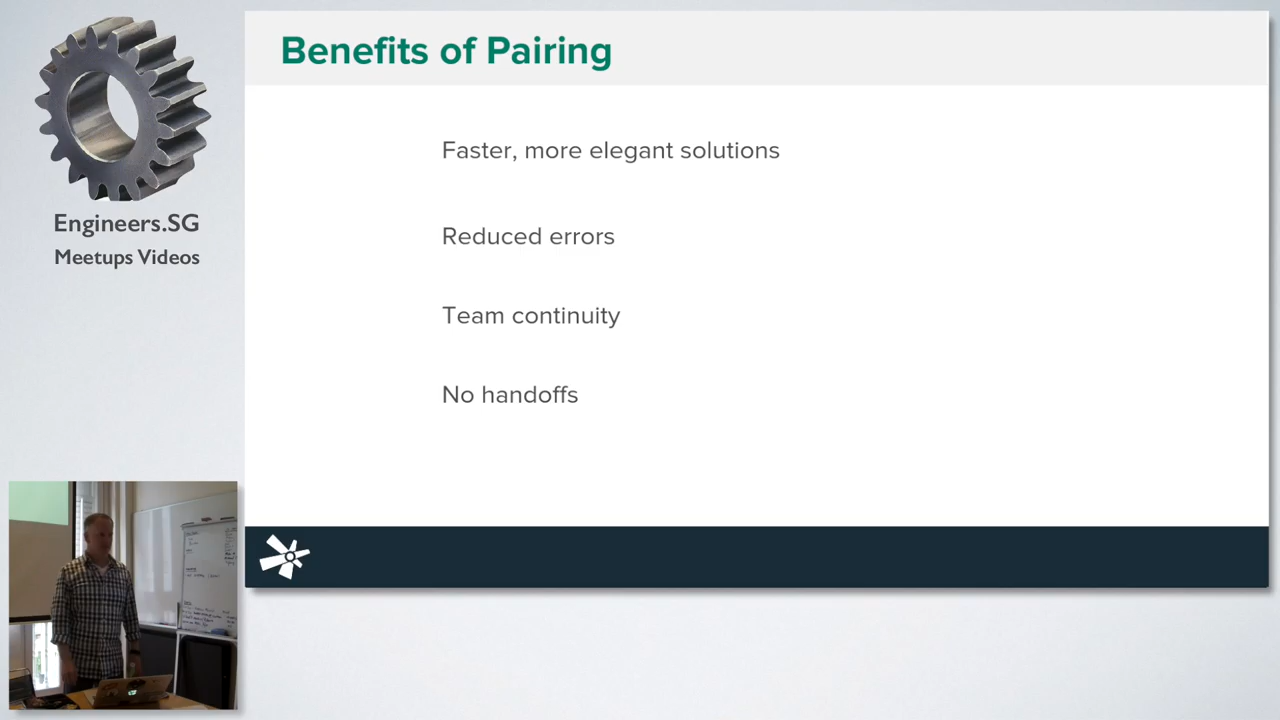 Benefits of Pairing
Faster, more elegant solutions
Reduced errors
Team continuity
No handoffs
Engineers.SG
Meetups Videos